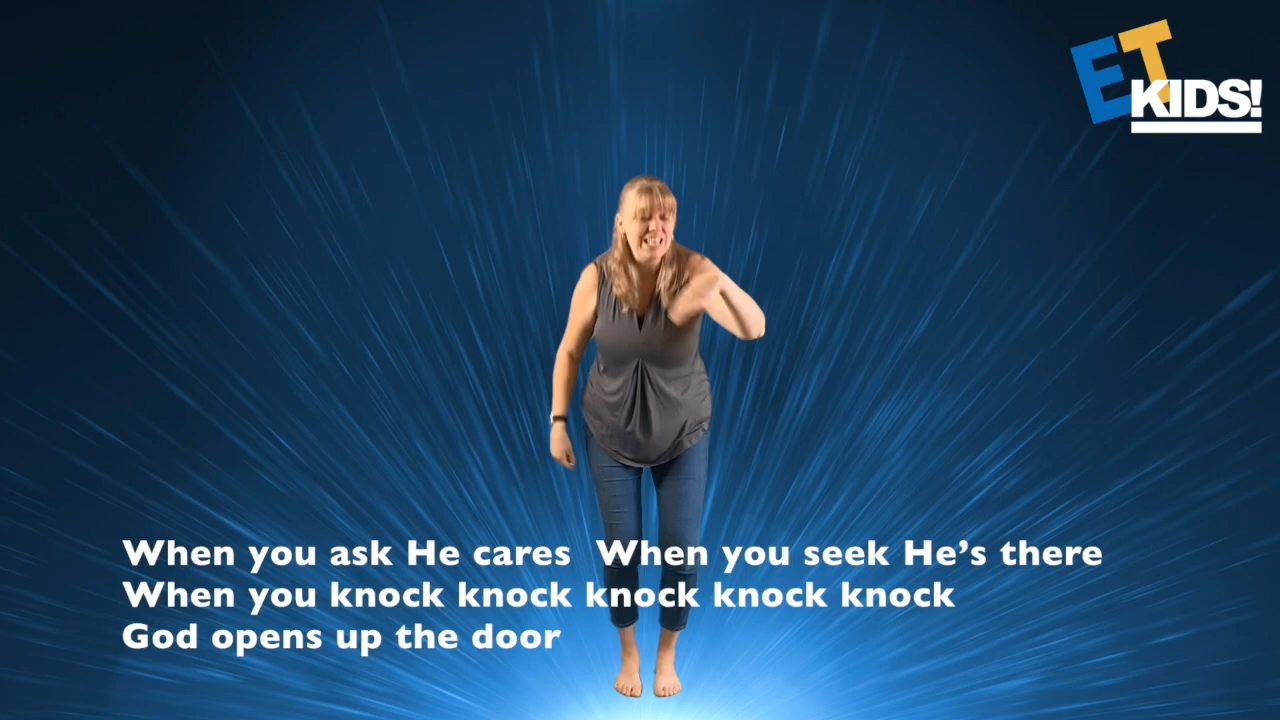 ET
KIDS!
When you ask He cares  When you seek He’s there
When you knock knock knock knock knock
God opens up the door